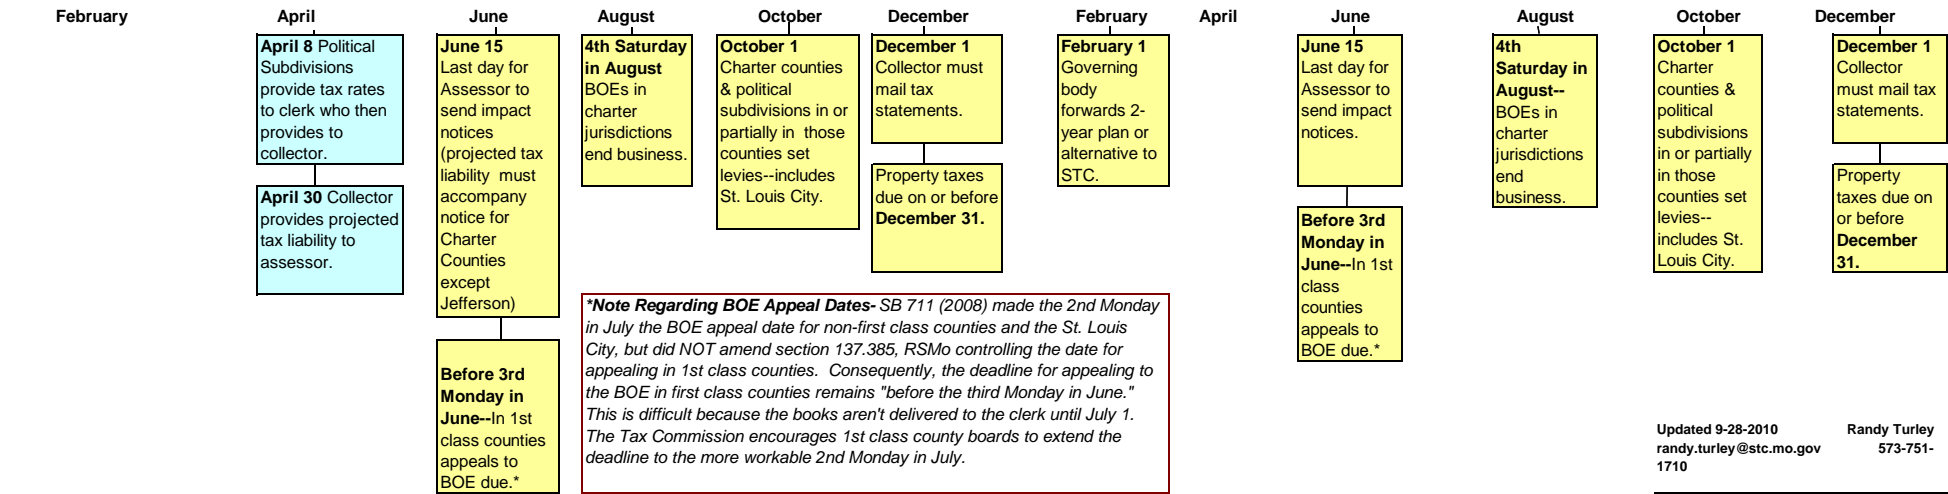 February April June August October December February April June August October December
April 8 Political
Subdivisions
provide tax rates
to clerk who then
provides to
collector.
April 30 Collector
provides projected
tax liability to
assessor.
June 15
Last day for
Assessor to
send impact
notices
(projected tax
liability must
accompany
notice for
Charter
Counties
except
Jefferson)
Before 3rd
Monday in
June--In 1st
class counties
appeals to
BOE due.*
4th Saturday
in August
BOEs in
charter
jurisdictions
end business.
October 1
Charter counties
& political
subdivisions in or
partially in those
counties set
levies--includes
St. Louis City.
December 1
Collector must
mail tax
statements.
Property taxes
due on or before
December 31.
February 1
Governing
body
forwards 2-
year plan or
alternative to
STC.
*Note Regarding BOE Appeal Dates- SB 711 (2008) made the 2nd Monday
in July the BOE appeal date for non-first class counties and the St. Louis
City, but did NOT amend section 137.385, RSMo controlling the date for
appealing in 1st class counties. Consequently, the deadline for appealing to
the BOE in first class counties remains "before the third Monday in June."
This is difficult because the books aren't delivered to the clerk until July 1.
The Tax Commission encourages 1st class county boards to extend the
deadline to the more workable 2nd Monday in July.
June 15
Last day for
Assessor to
send impact
notices.
Before 3rd
Monday in
June--In 1st
class
counties
appeals to
BOE due.*
4th
Saturday in
August--
BOEs in
charter
jurisdictions
end
business.
October 1
Charter
counties &
political
subdivisions
in or partially
in those
counties set
levies--
includes St.
Louis City.
December 1
Collector
must mail tax
statements.
Property
taxes due on
or before
December
31.
Updated 9-28-2010 Randy Turley
randy.turley@stc.mo.gov 573-751-
1710